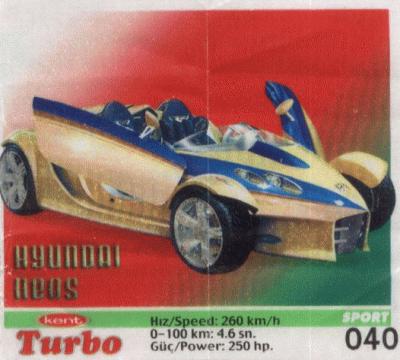 HYUNDAI
NEOS
kent
Turbo
Hız/Speed: 260 km/h
0-100 km: 4.6 sn.
Güç/Power: 250 hp.
SPORT
040